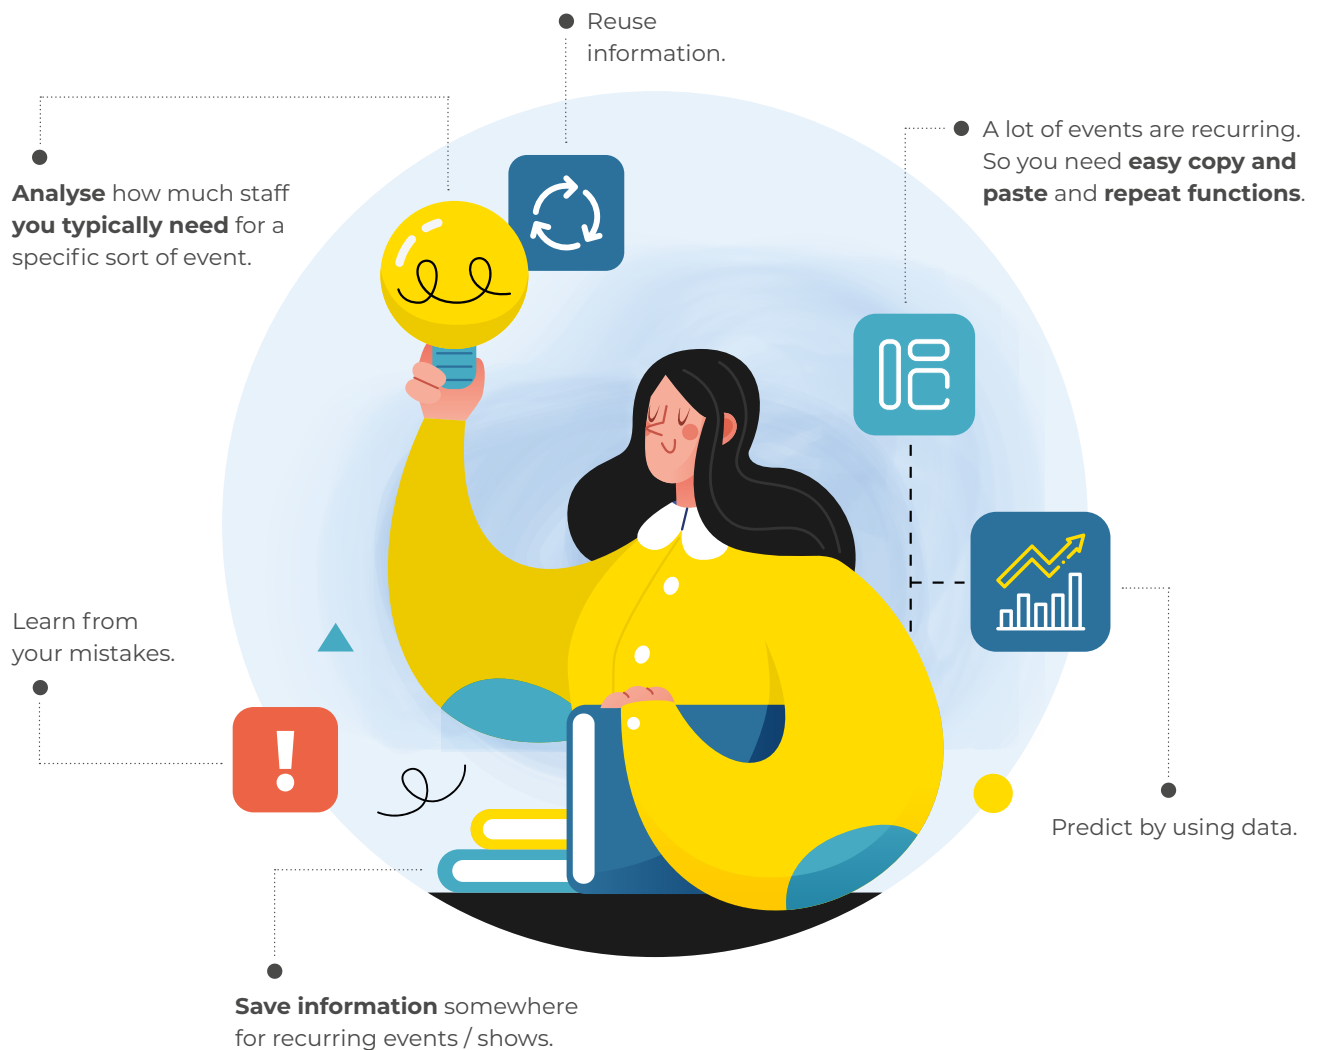 Reuse
information.
A lot of events are recurring.
So you need easy copy and
paste and repeat functions.
Analyse how much staff
you typically need for a
specific sort of event.
Learn from
your mistakes.
Predict by using data.
Save information somewhere
for recurring events / shows.